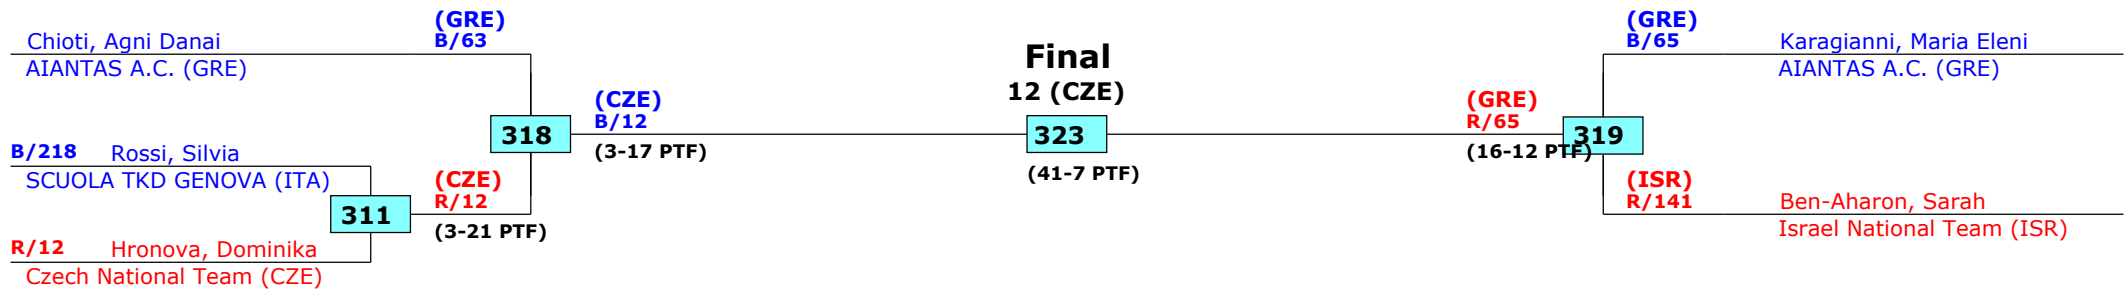 (GRE)
B/63
Chioti, Agni Danai
AIANTAS A.C. (GRE)
B/218 Rossi, Silvia
SCUOLA TKD GENOVA (ITA)
311
R/12 Hronova, Dominika
Czech National Team (CZE)
(CZE)
R/12
(3-21 PTF)
318
(CZE)
B/12
(3-17 PTF)
Final
12 (CZE)
323
(41-7 PTF)
(GRE)
R/65
(16-12 PTF)
319
(GRE)
B/65
Karagianni, Maria Eleni
AIANTAS A.C. (GRE)
(ISR)
R/141
Ben-Aharon, Sarah
Israel National Team (ISR)